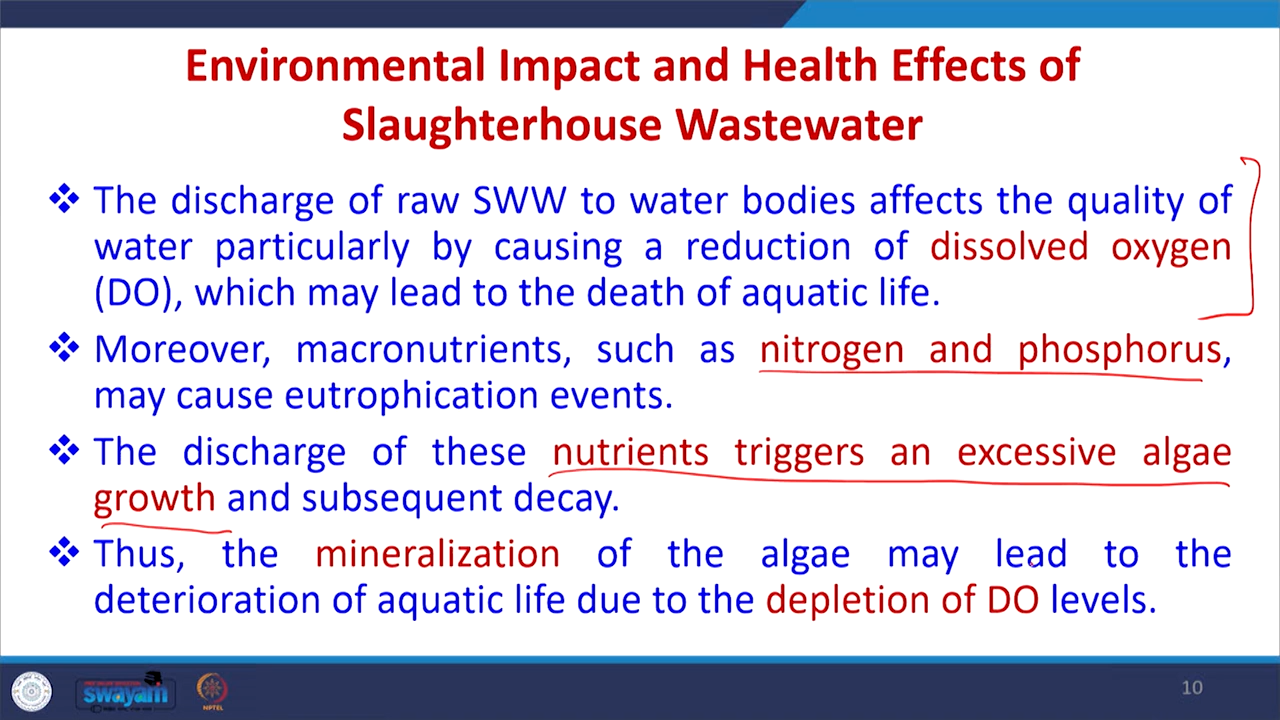 Environmental Impact and Health Effects of
Slaughterhouse Wastewater
❖ The discharge of raw SWW to water bodies affects the quality of
water particularly by causing a reduction of dissolved oxygen
(DO), which may lead to the death of aquatic life.
❖ Moreover, macronutrients, such as nitrogen and phosphorus,
may cause eutrophication events.
❖ The discharge of these nutrients triggers an excessive algae
growth and subsequent decay.
❖ Thus, the mineralization of the algae may lead to the
deterioration of aquatic life due to the depletion of DO levels.
swayam
NPTEL
10